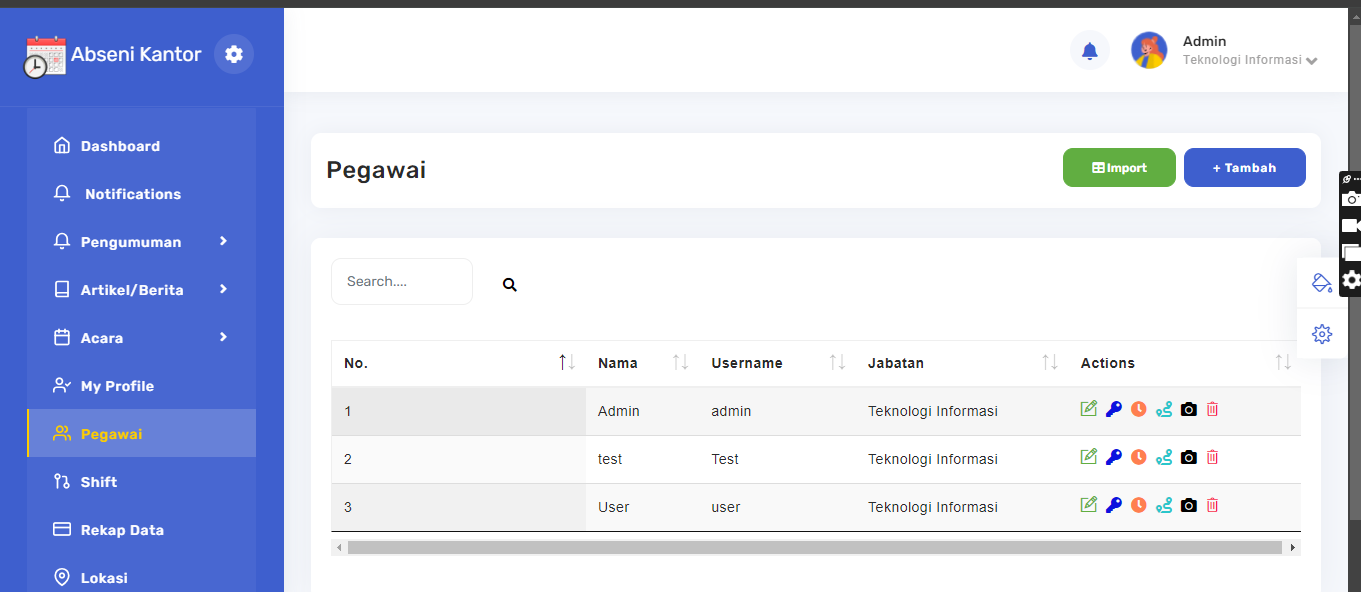 Abseni Kantor
Admin
Teknologi Informasi
Dashboard
Notifications
Pengumuman
Artikel/Berita
Acara
My Profile
Pegawai
Shift
Rekap Data
Lokasi
Pegawai
Import
+ Tambah
Search....
No. Nama Username Jabatan Actions
1 Admin admin Teknologi Informasi
2 test Test Teknologi Informasi
3 User user Teknologi Informasi